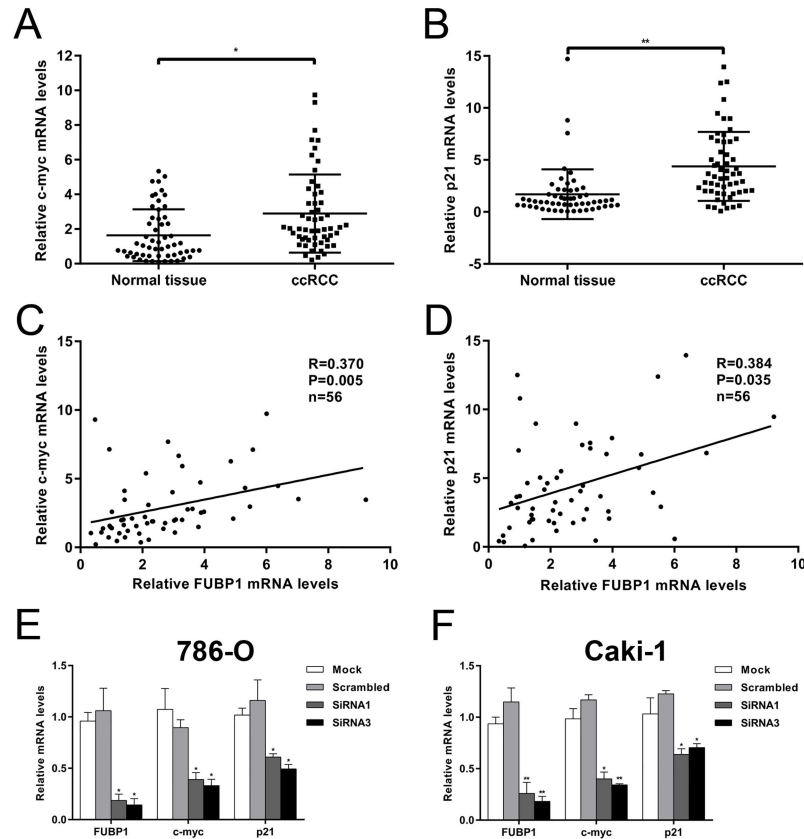 A
Relative c-myc mRNA levels
12
10
8
6
4
2
0
*
Normal tissue
ccRCC
B
Relative p21 mRNA levels
15
10
5
0
-5
**
Normal tissue
ccRCC
C
Relative c-myc mRNA levels
15
10
5
0
R=0.370
P=0.005
n=56
0 2 4 6 8 10
Relative FUBP1 mRNA levels
D
Relative p21 mRNA levels
15
10
5
0
R=0.384
P=0.035
n=56
0 2 4 6 8 10
Relative FUBP1 mRNA levels
E
786-O
Relative mRNA levels
1.5
1.0
0.5
0.0
Mock
Scrambled
SiRNA1
SiRNA3
* * * * * *
FUBP1 c-myc p21
F
Caki-1
Relative mRNA levels
1.5
1.0
0.5
0.0
Mock
Scrambled
SiRNA1
SiRNA3
** ** * ** * *
FUBP1 c-myc p21